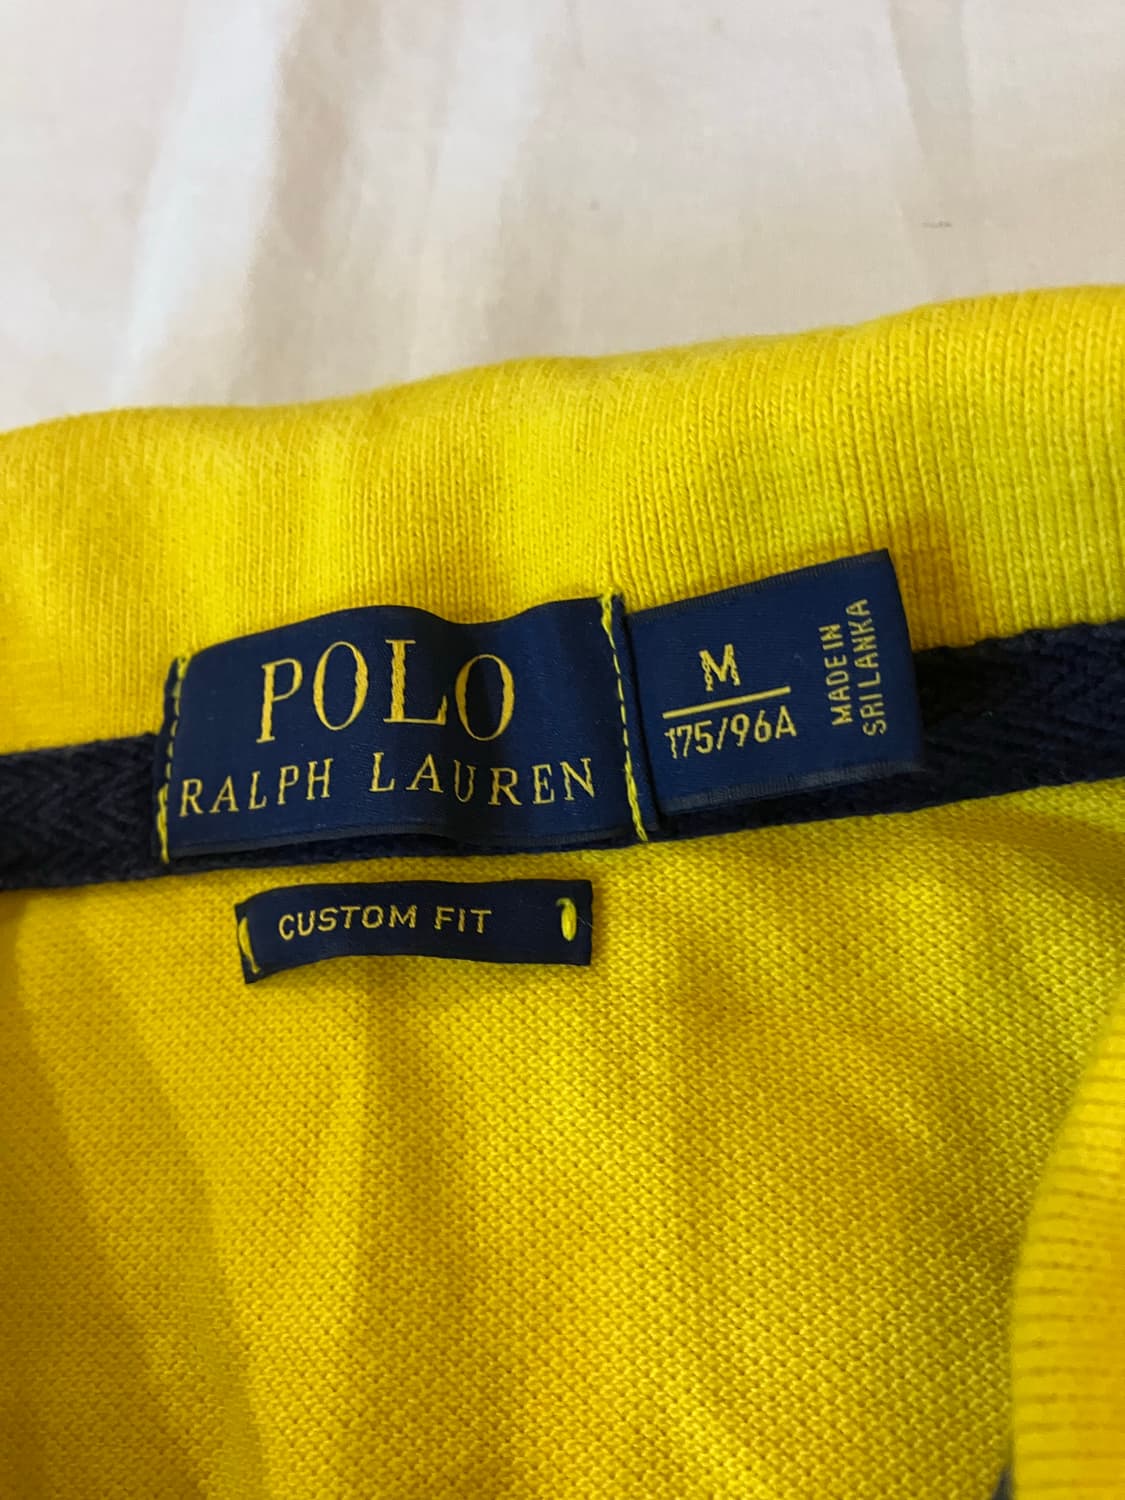 POLO
RALPH LAUREN
M
175/96A
MADE IN
SRI LANKA
CUSTOM FIT